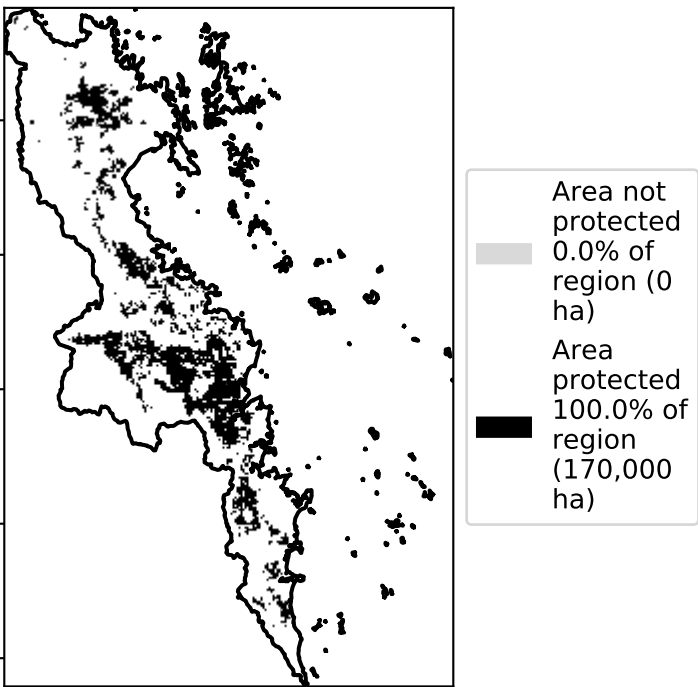 Area not
protected
0.0% of
region (0
ha)
Area
protected
100.0% of
region
(170,000
ha)